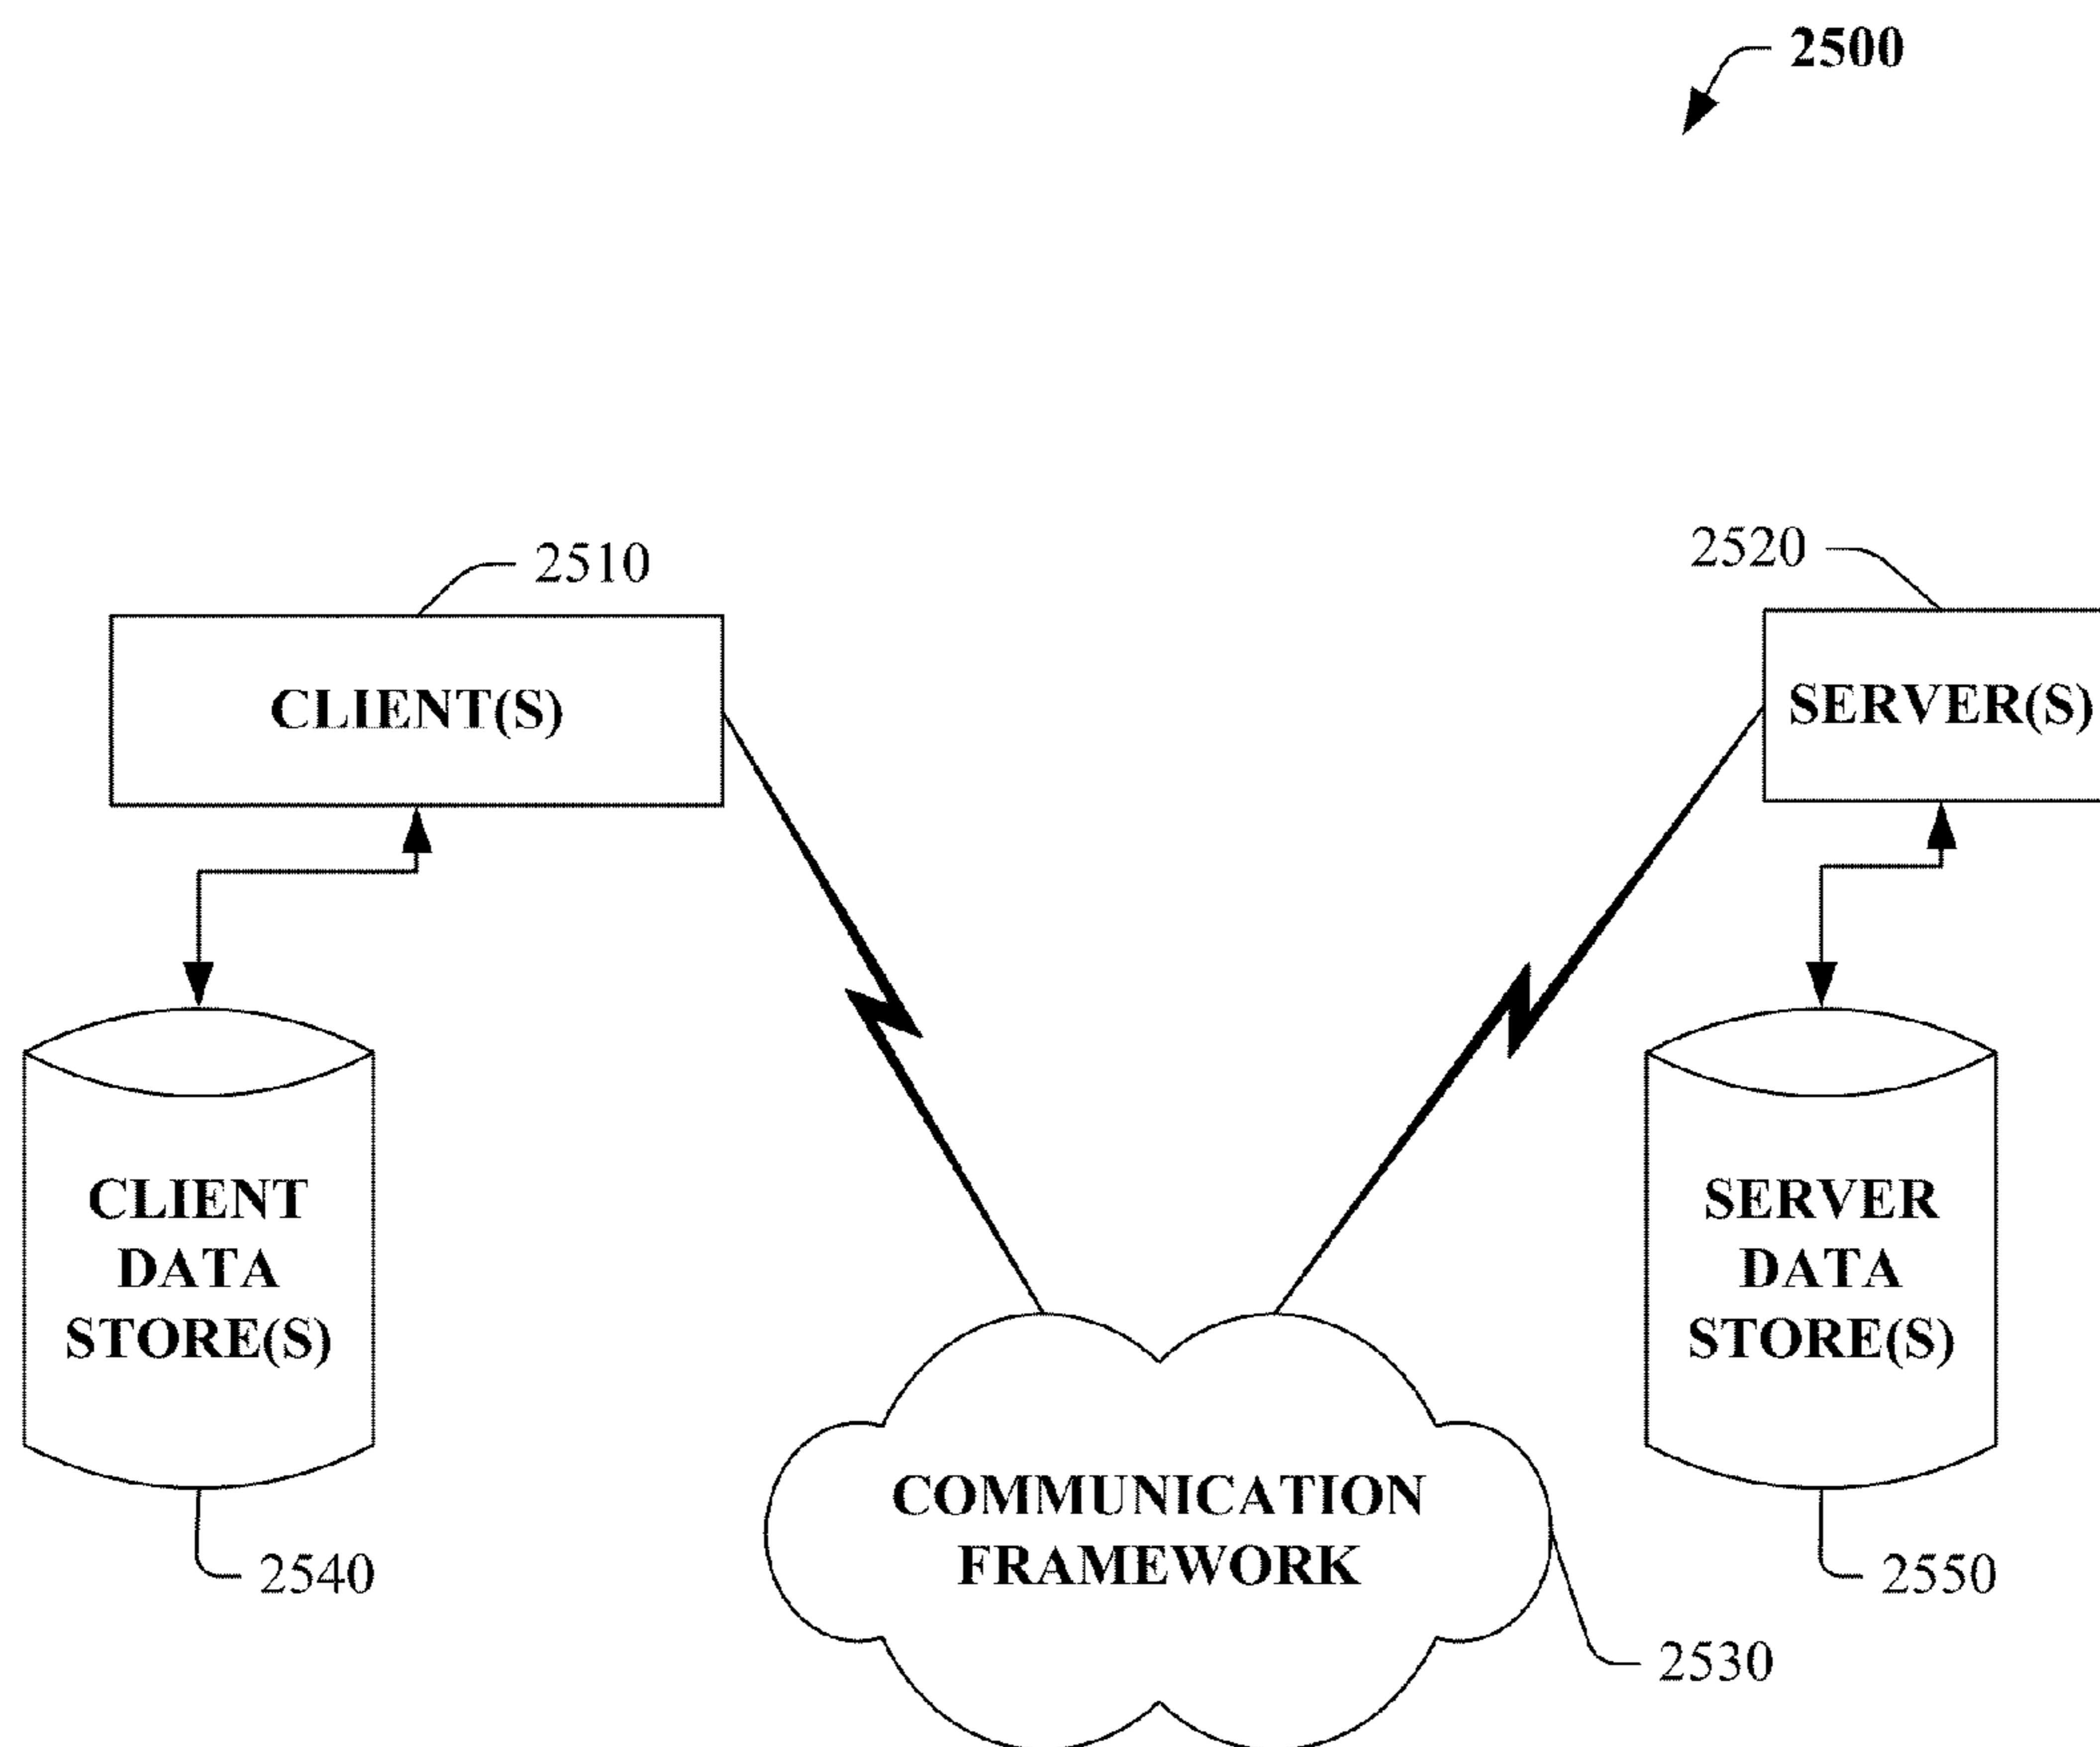 2500
2510
2520
CLIENT(S)
SERVER(S)
CLIENT
DATA
STORE(S)
SERVER
DATA
STORE(S)
COMMUNICATION
FRAMEWORK
2540
2550
2530